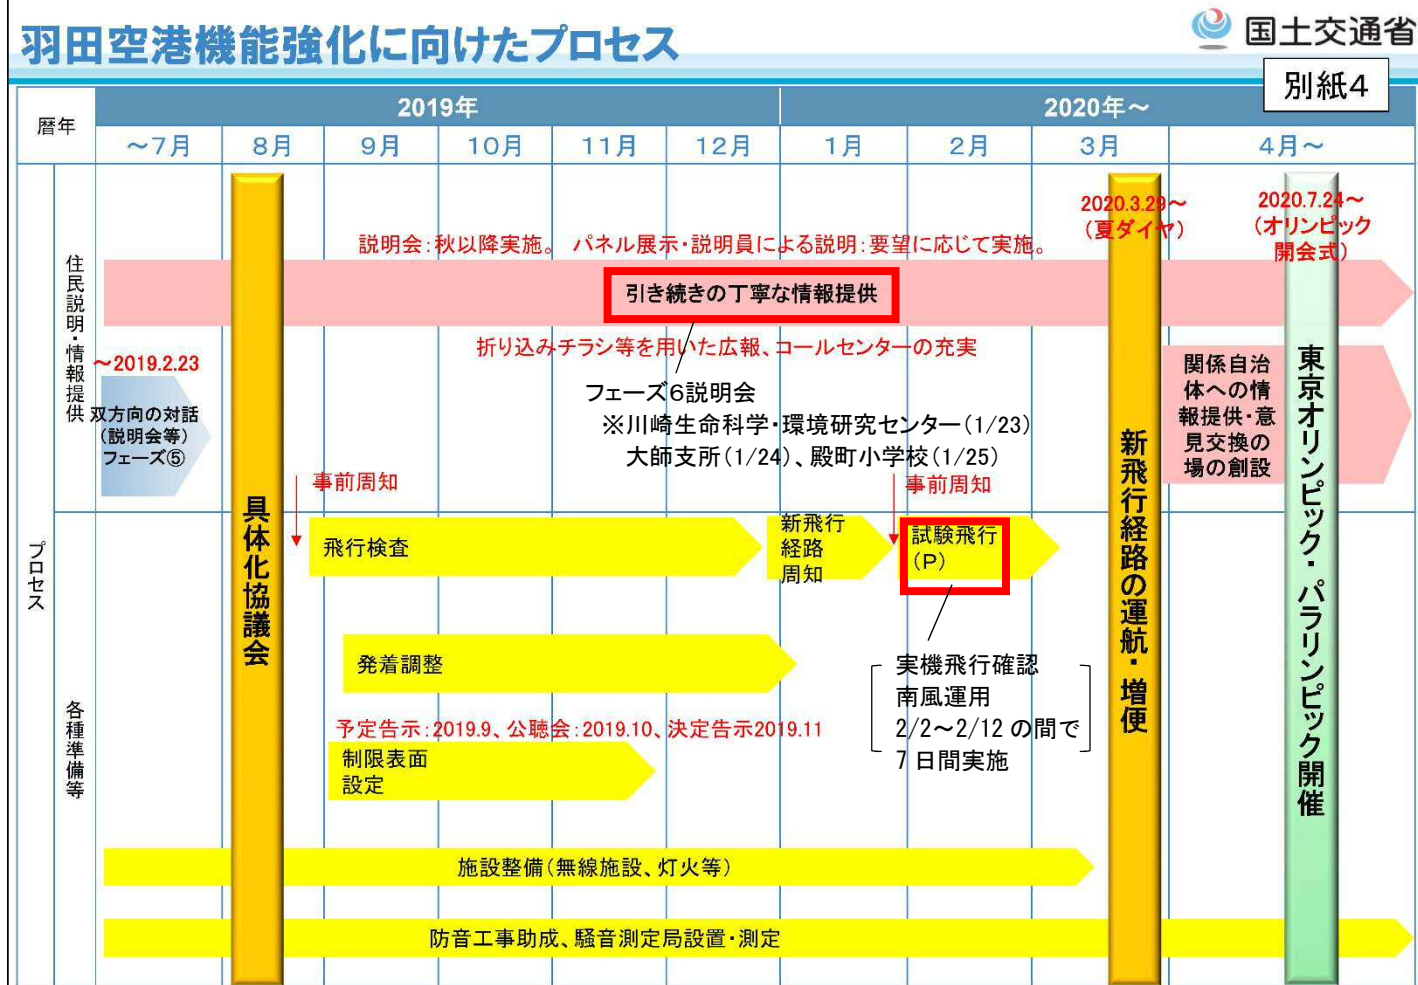 羽田空港機能強化に向けたプロセス
国土交通省
別紙4
暦年
2019年
2020年～
～7月
8月
9月
10月
11月
12月
1月
2月
3月
4月～
プロセス
住民説明・情報提供
各種準備等
2020.3.29～
（夏ダイヤ）
2020.7.24～
（オリンピック
開会式）
説明会：秋以降実施。 パネル展示・説明員による説明：要望に応じて実施。
引き続きの丁寧な情報提供
折り込みチラシ等を用いた広報、コールセンターの充実
～2019.2.23
双方向の対話
（説明会等）
フェーズ⑤
フェーズ6説明会
※川崎生命科学・環境研究センター（1/23）
大師支所（1/24）、殿町小学校（1/25）
関係自治
体への情
報提供・意
見交換の
場の創設
事前周知
事前周知
具体化協議会
新飛行経路の運航・増便
東京オリンピック・パラリンピック開催
飛行検査
新飛行
経路
周知
試験飛行
（P）
発着調整
実機飛行確認
南風運用
2/2～2/12 の間で
7 日間実施
予定告示：2019.9、公聴会：2019.10、決定告示2019.11
制限表面
設定
施設整備（無線施設、灯火等）
防音工事助成、騒音測定局設置・測定